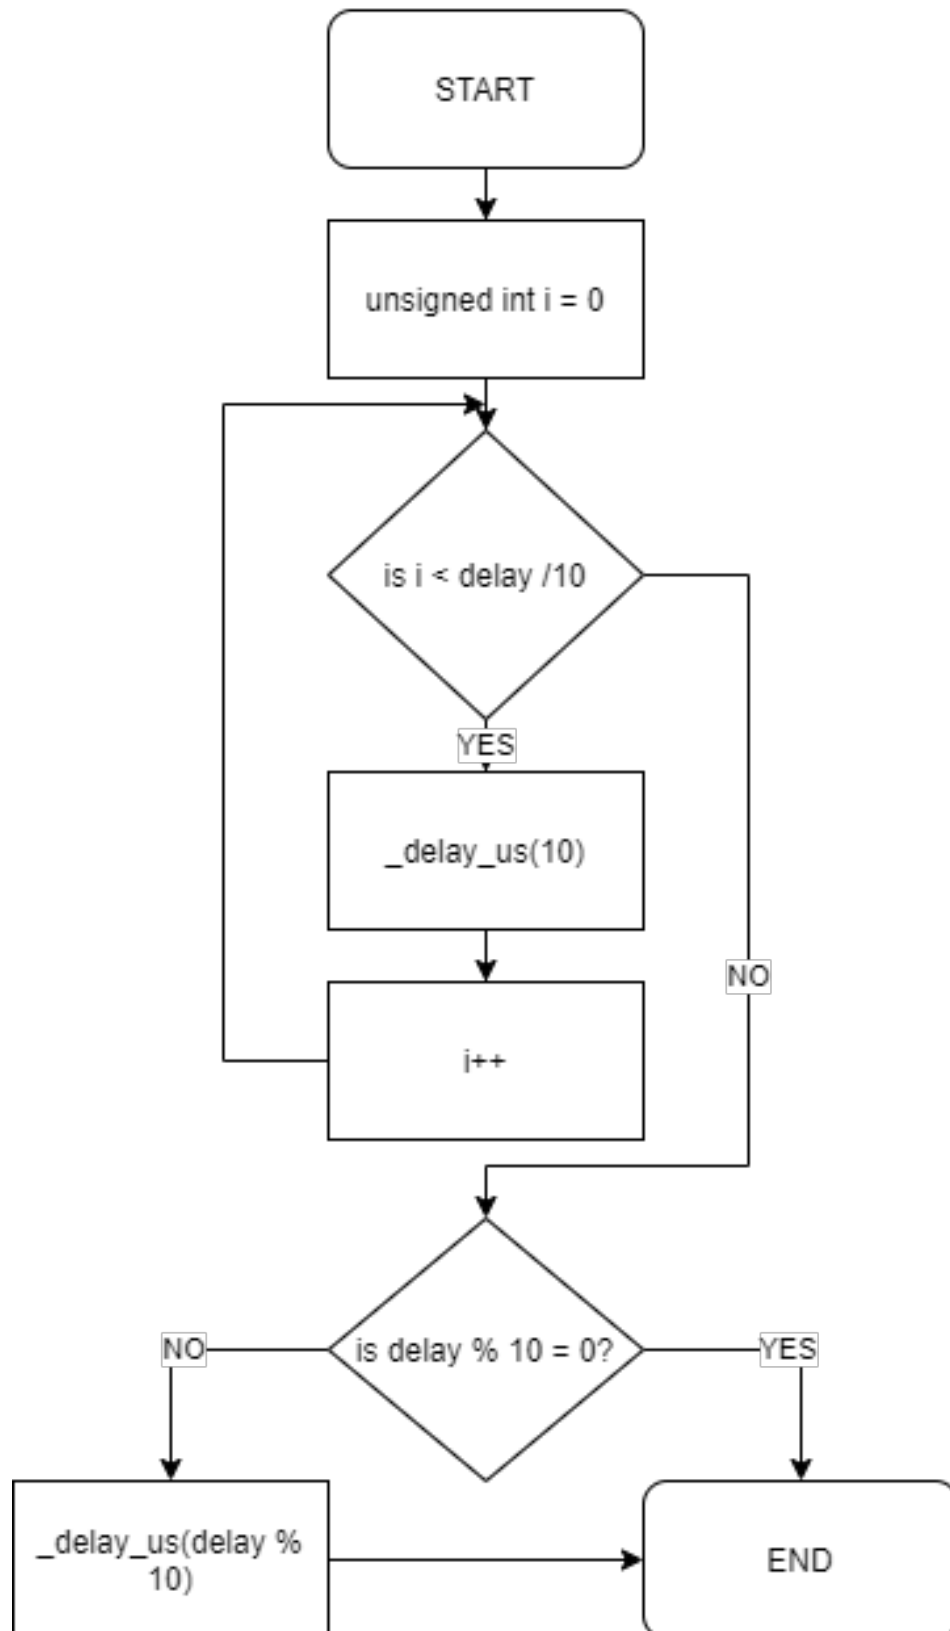 START
unsigned int i = 0
is i < delay /10
YES
_delay_us(10)
NO
i++
NO
is delay % 10 = 0?
YES
_delay_us(delay %
10)
END